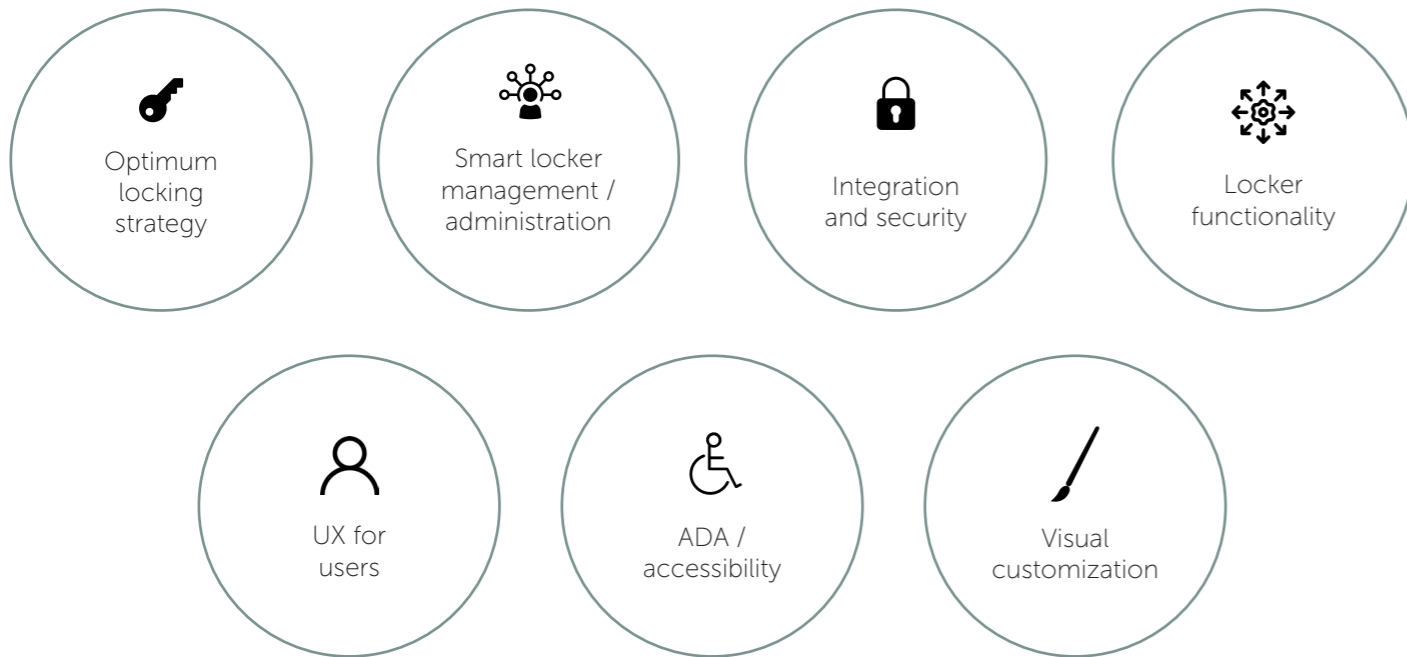 Optimum
locking
strategy
Smart locker
management /
administration
Integration
and security
Locker
functionality
UX for
users
ADA /
accessibility
Visual
customization